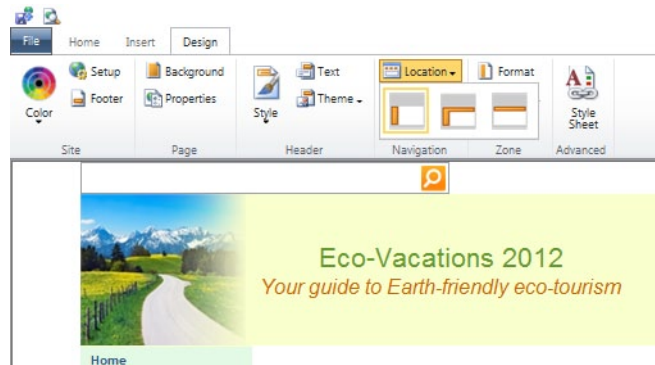 File Home Insert Design
Setup Background Text Location Format
Footer Properties Theme
Color Style Style
Sheet
Site Page Header Navigation Zone Advanced
Eco-Vacations 2012
Your guide to Earth-friendly eco-tourism
Home